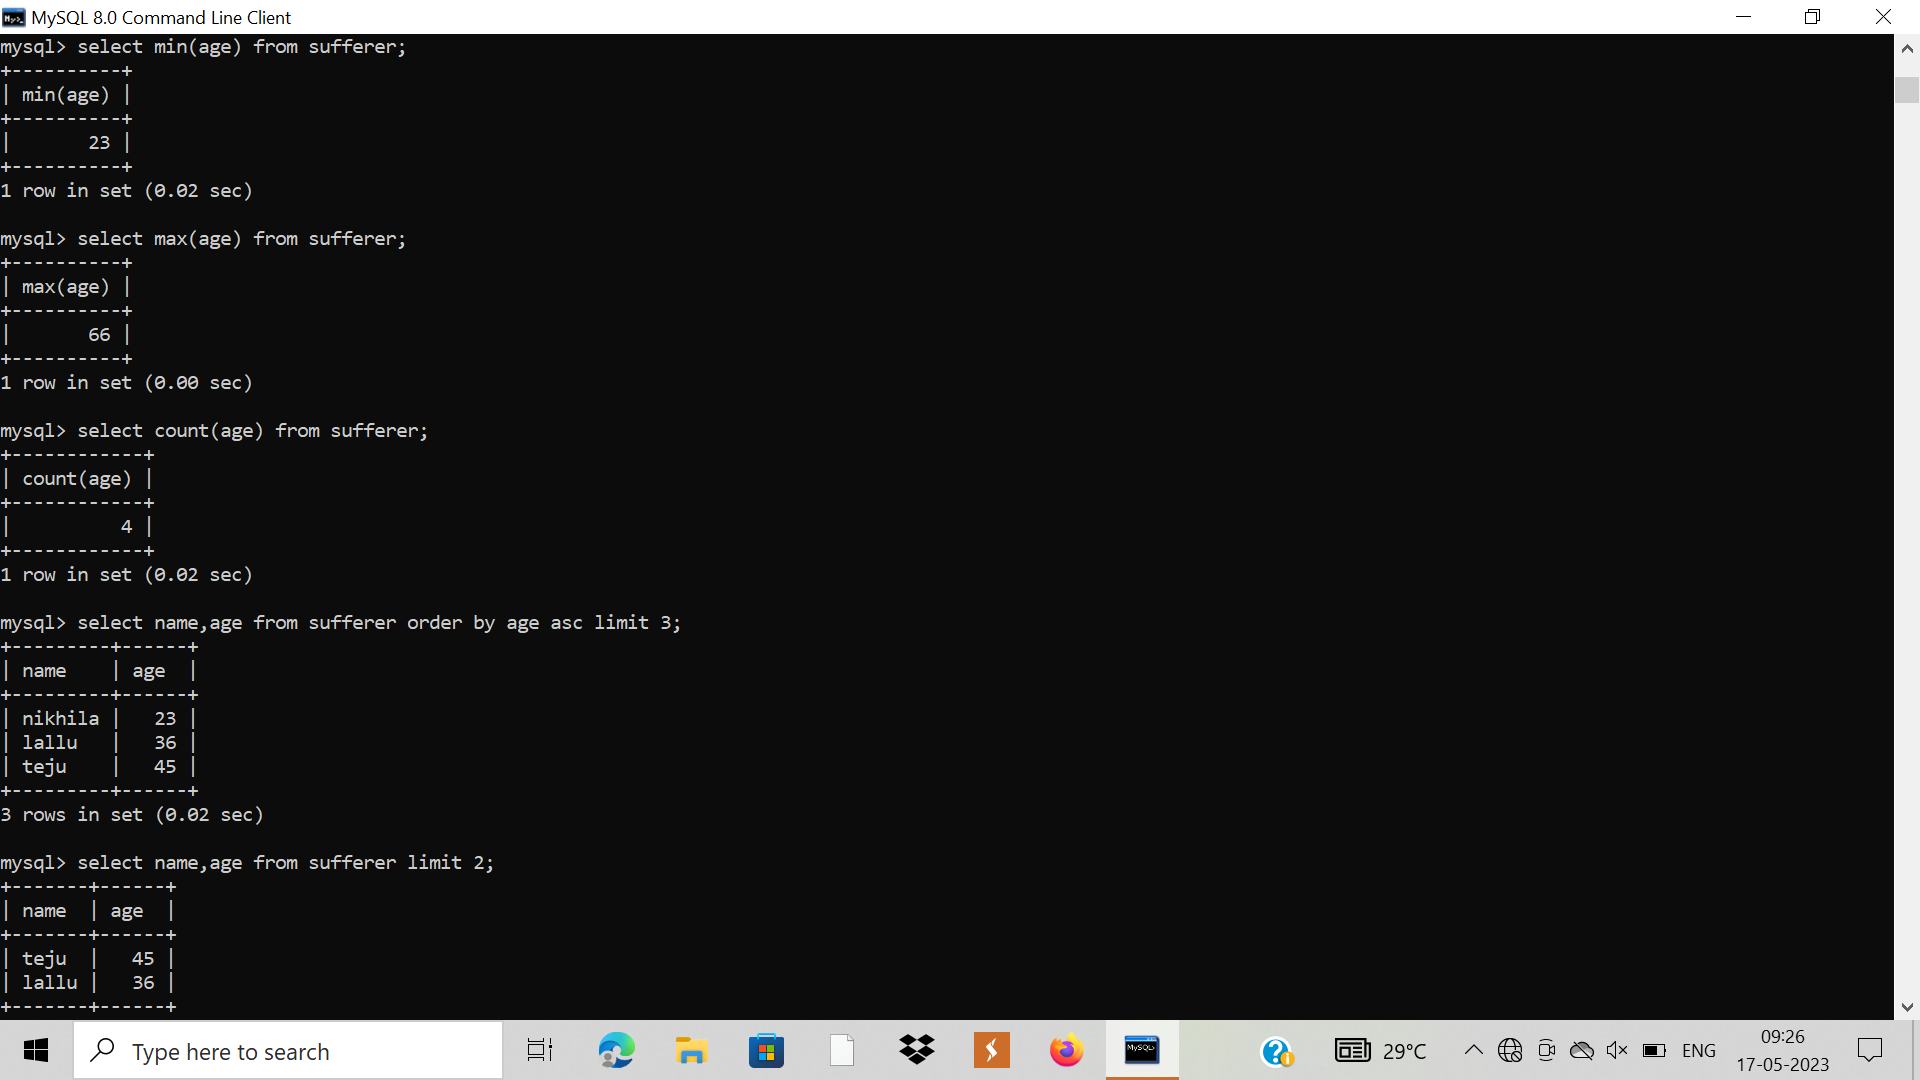 MySQL 8.0 Command Line Client
mysql> select min(age) from sufferer;
+----------+
| min(age) |
+----------+
|       23 |
+----------+
1 row in set (0.02 sec)

mysql> select max(age) from sufferer;
+----------+
| max(age) |
+----------+
|       66 |
+----------+
1 row in set (0.00 sec)

mysql> select count(age) from sufferer;
+------------+
| count(age) |
+------------+
|          4 |
+------------+
1 row in set (0.02 sec)

mysql> select name,age from sufferer order by age asc limit 3;
+---------+------+
| name    | age  |
+---------+------+
| nikhila |   23 |
| lallu   |   36 |
| teju    |   45 |
+---------+------+
3 rows in set (0.02 sec)

mysql> select name,age from sufferer limit 2;
+-------+------+
| name  | age  |
+-------+------+
| teju  |   45 |
| lallu |   36 |
+-------+------+
Type here to search
MySQL>
29°C
ENG
09:26
17-05-2023